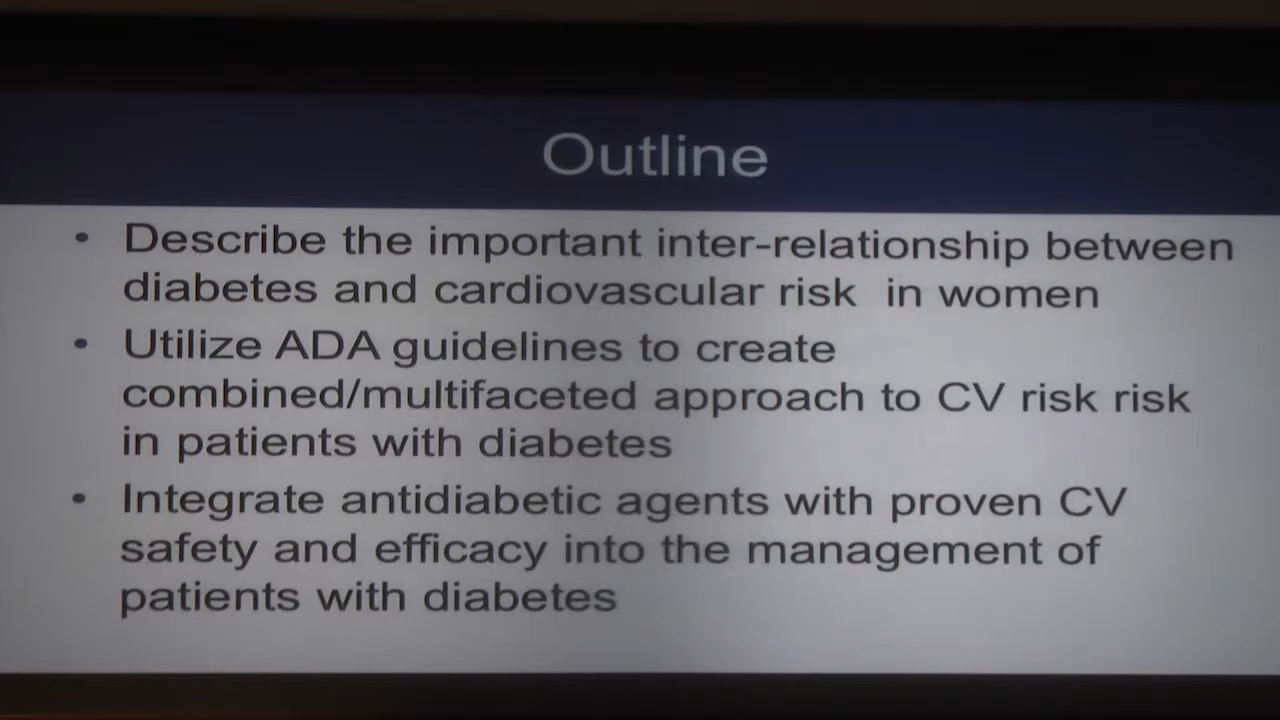 Outline
• Describe the important inter-relationship between
diabetes and cardiovascular risk in women
• Utilize ADA guidelines to create
combined/multifaceted approach to CV risk risk
in patients with diabetes
• Integrate antidiabetic agents with proven CV
safety and efficacy into the management of
patients with diabetes